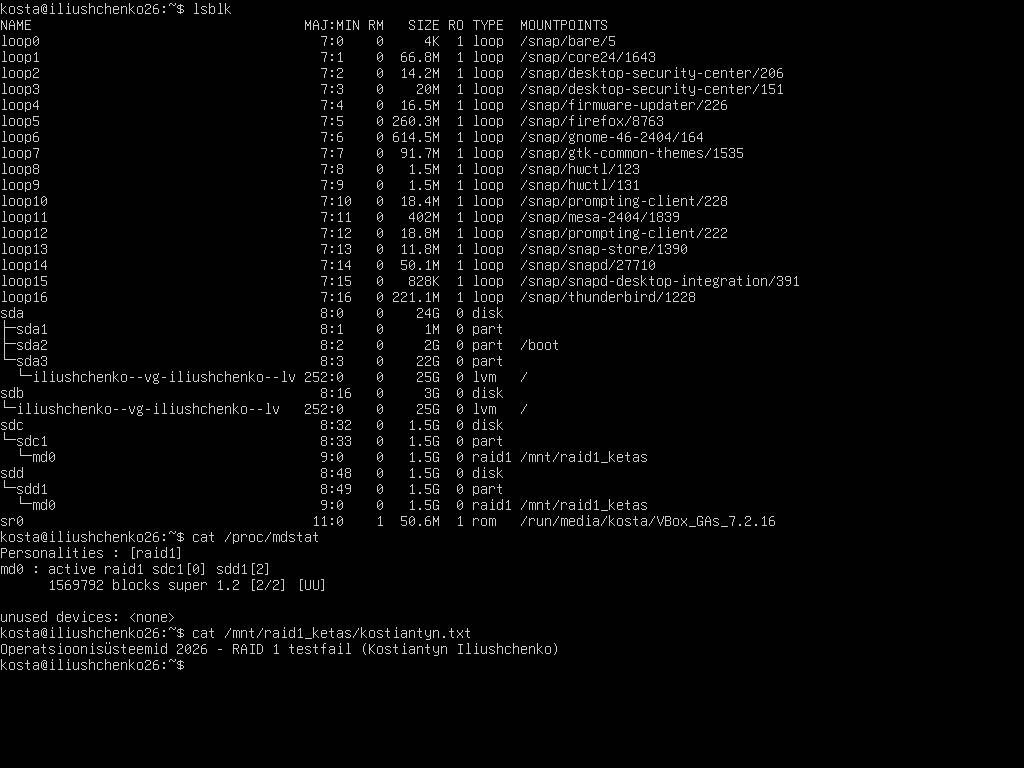 kosta@iliushchenko26:~$ lsblk
NAME                                  MAJ:MIN RM   SIZE RO TYPE  MOUNTPOINTS
loop0                                   7:0    0     4K  1 loop  /snap/bare/5
loop1                                   7:1    0  66.8M  1 loop  /snap/core24/1643
loop2                                   7:2    0  14.2M  1 loop  /snap/desktop-security-center/206
loop3                                   7:3    0    20M  1 loop  /snap/desktop-security-center/151
loop4                                   7:4    0  16.5M  1 loop  /snap/firmware-updater/226
loop5                                   7:5    0 260.3M  1 loop  /snap/firefox/8763
loop6                                   7:6    0 614.5M  1 loop  /snap/gnome-46-2404/164
loop7                                   7:7    0  91.7M  1 loop  /snap/gtk-common-themes/1535
loop8                                   7:8    0   1.5M  1 loop  /snap/hwctl/123
loop9                                   7:9    0   1.5M  1 loop  /snap/hwctl/131
loop10                                  7:10   0  18.4M  1 loop  /snap/prompting-client/228
loop11                                  7:11   0   402M  1 loop  /snap/mesa-2404/1839
loop12                                  7:12   0  18.8M  1 loop  /snap/prompting-client/222
loop13                                  7:13   0  11.8M  1 loop  /snap/snap-store/1390
loop14                                  7:14   0  50.1M  1 loop  /snap/snapd/27710
loop15                                  7:15   0   828K  1 loop  /snap/snapd-desktop-integration/391
loop16                                  7:16   0 221.1M  1 loop  /snap/thunderbird/1228
sda                                     8:0    0    24G  0 disk
├─sda1                                  8:1    0     1M  0 part
├─sda2                                  8:2    0     2G  0 part  /boot
└─sda3                                  8:3    0    22G  0 part
  └─iliushchenko--vg-iliushchenko--lv 252:0    0    25G  0 lvm   /
sdb                                     8:16   0     3G  0 disk
└─iliushchenko--vg-iliushchenko--lv   252:0    0    25G  0 lvm   /
sdc                                     8:32   0   1.5G  0 disk
└─sdc1                                  8:33   0   1.5G  0 part
  └─md0                                 9:0    0   1.5G  0 raid1 /mnt/raid1_ketas
sdd                                     8:48   0   1.5G  0 disk
└─sdd1                                  8:49   0   1.5G  0 part
  └─md0                                 9:0    0   1.5G  0 raid1 /mnt/raid1_ketas
sr0                                    11:0    1  50.6M  0 rom   /run/media/kosta/VBox_GAs_7.2.16
kosta@iliushchenko26:~$ cat /proc/mdstat
Personalities : [raid1]
md0 : active raid1 sdc1[0] sdd1[2]
      1569792 blocks super 1.2 [2/2] [UU]

unused devices: <none>
kosta@iliushchenko26:~$ cat /mnt/raid1_ketas/kostiantyn.txt
Operatsioonisüsteemid 2026 - RAID 1 testfail (Kostiantyn Iliushchenko)
kosta@iliushchenko26:~$